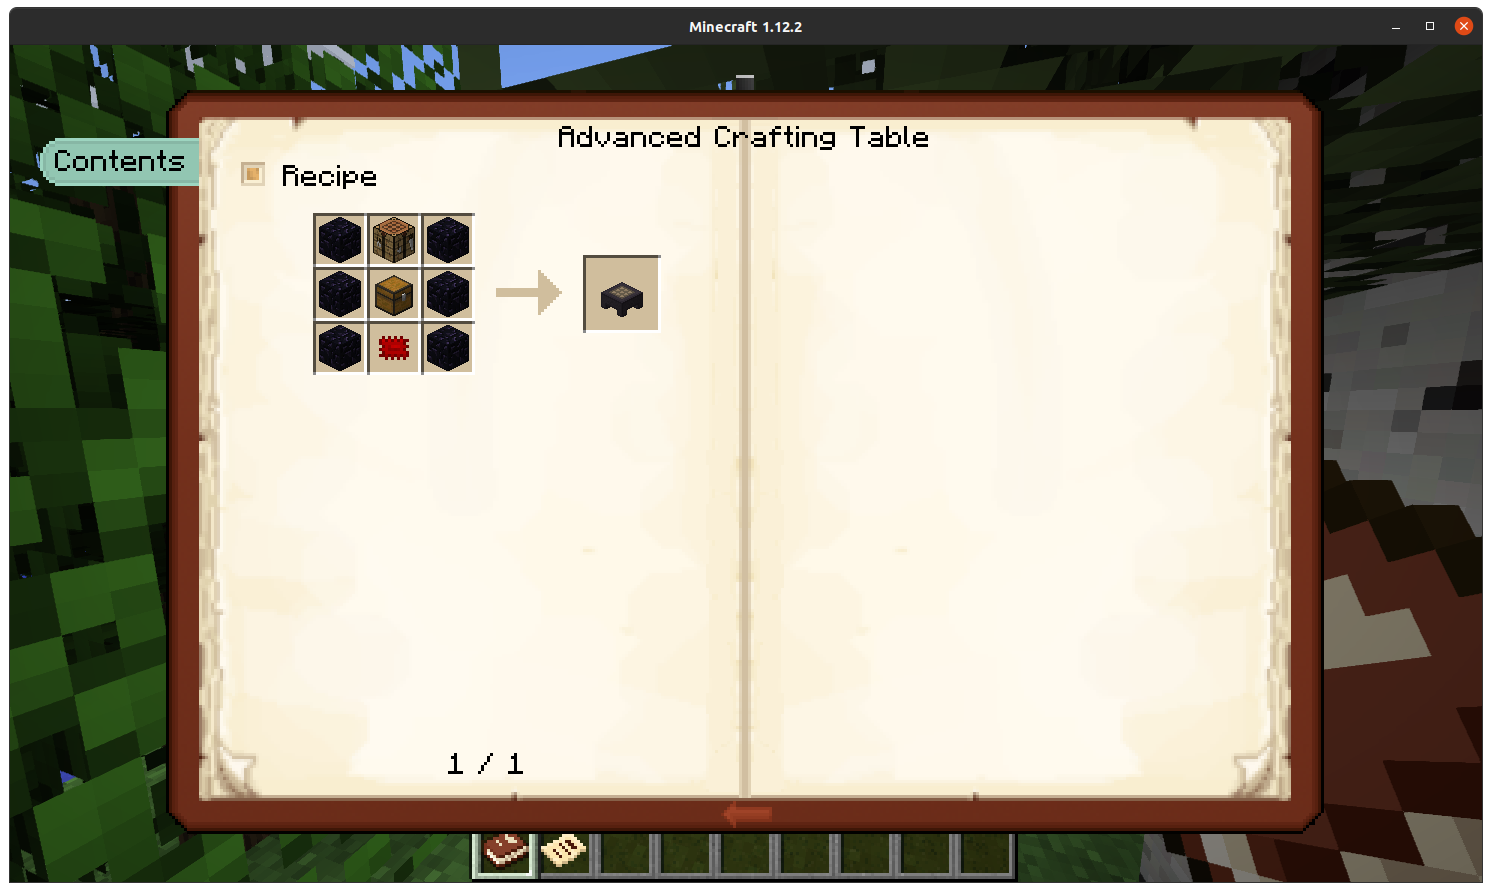 Minecraft 1.12.2
Advanced Crafting Table
Contents
Recipe
1 / 1